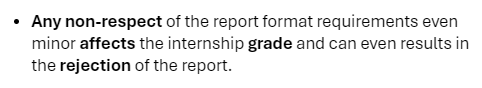 • Any non-respect of the report format requirements even
minor affects the internship grade and can even results in
the rejection of the report.